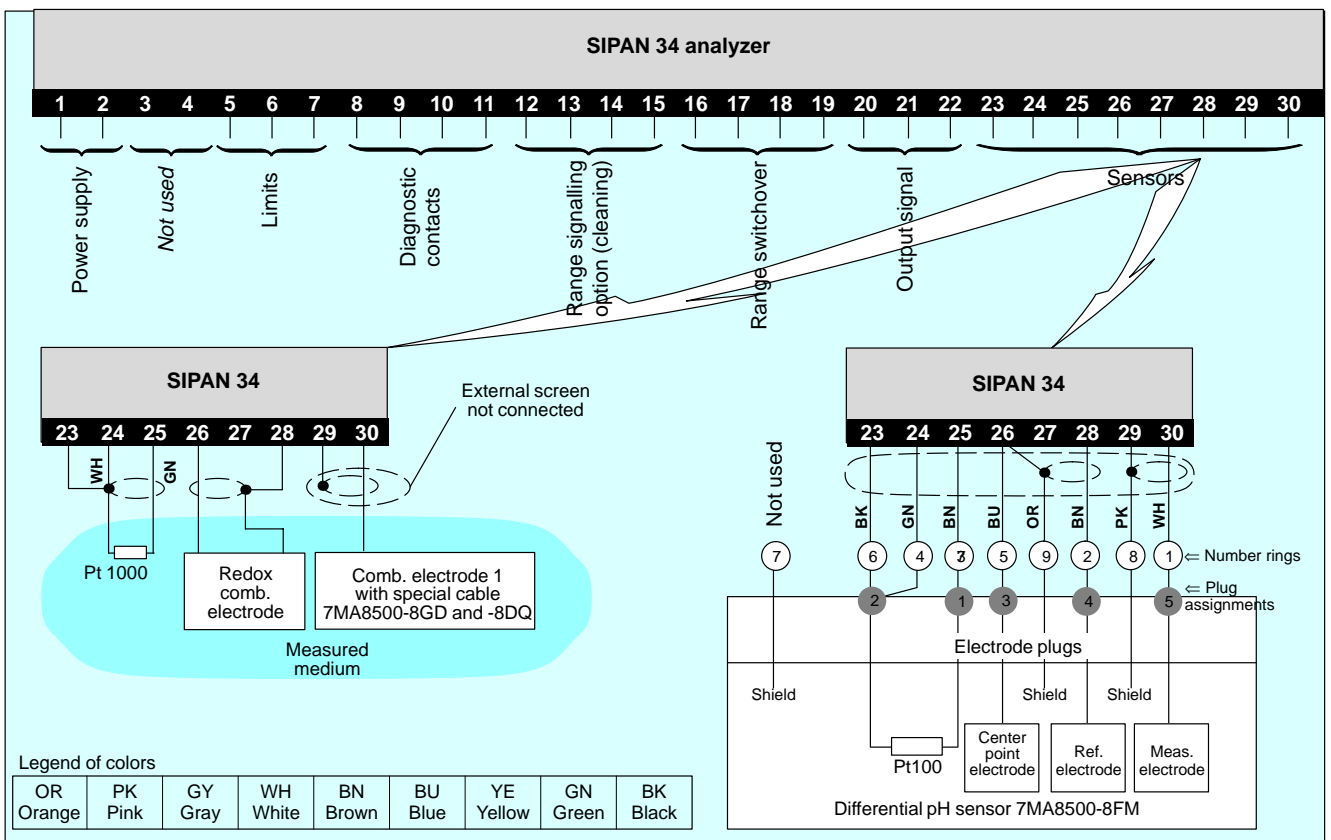 SIPAN 34 analyzer
1 2 3 4 5 6 7 8 9 10 11 12 13 14 15 16 17 18 19 20 21 22 23 24 25 26 27 28 29 30
Power supply
Not used
Limits
Diagnostic
contacts
Range signalling
option (cleaning)
Range switchover
Output signal
Sensors
SIPAN 34
23 24 25 26 27 28 29 30
WH
GN
External screen
not connected
Pt 1000
Redox
comb.
electrode
Comb. electrode 1
with special cable
7MA8500-8GD and -8DQ
Measured
medium
SIPAN 34
23 24 25 26 27 28 29 30
Not used
BK GN BN BU OR BN PK WH
7 6 4 3 5 9 2 8 1 ⇐ Number rings
2 1 3 4 5 ⇐ Plug
assignments
Electrode plugs
Shield Shield Shield
Pt100
Center
point
electrode
Ref.
electrode
Meas.
electrode
Differential pH sensor 7MA8500-8FM
Legend of colors
OR PK GY WH BN BU YE GN BK
Orange Pink Gray White Brown Blue Yellow Green Black